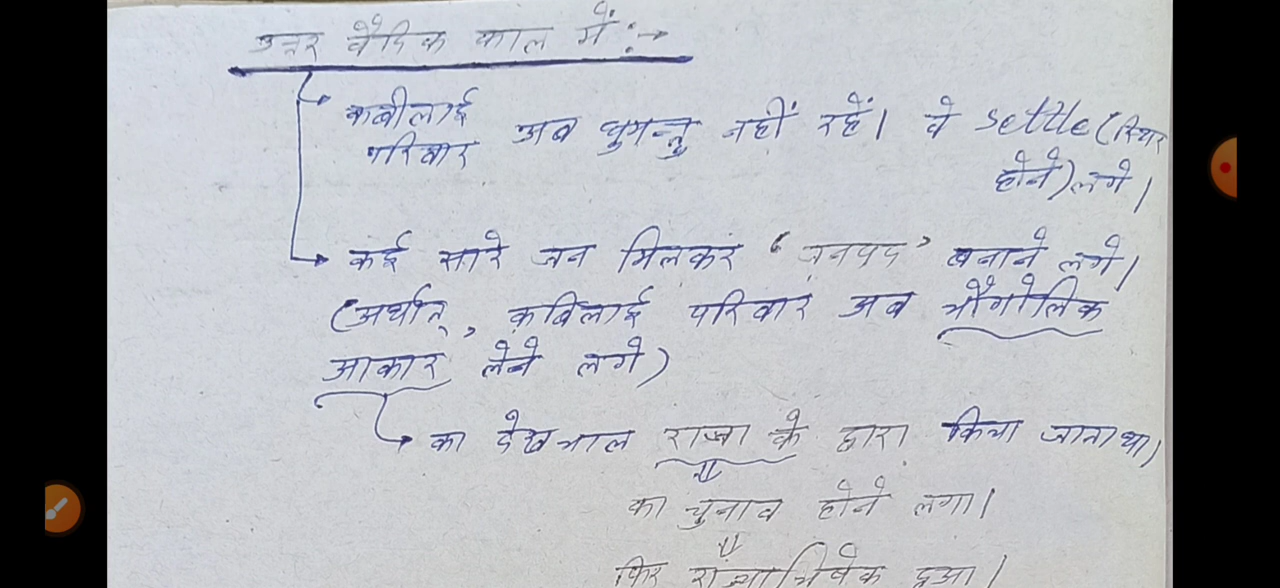 उत्तर वैदिक काल में :→
कबीलाई परिवार अब घुमन्तु नहीं रहें। वे settle (स्थिर होने) लगे।
कई सारे जन मिलकर 'जनपद' बनाने लगे।
(अर्थात्, क़बिलाई परिवार अब भौगोलिक
आकार लेने लगे)
का देखभाल राजा के द्वारा किया जाता था।
का चुनाव होने लगा।
फिर राज्याभिषेक हुआ।